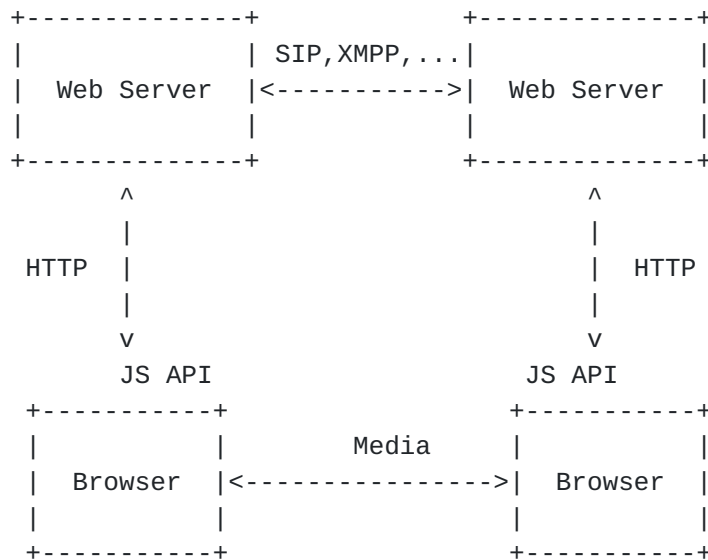 SIP,XMPP,...
Web Server Web Server
HTTP HTTP
JS API JS API
Media
Browser Browser